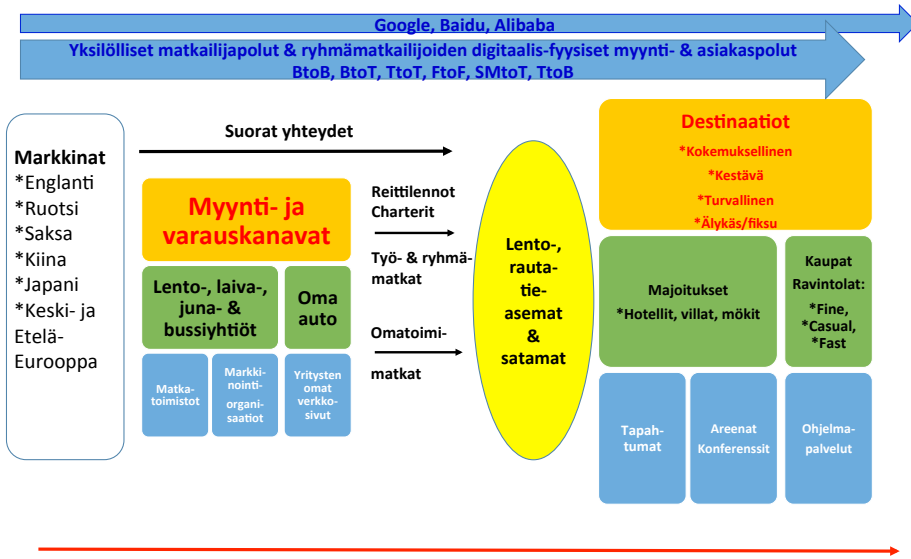 Google, Baidu, Alibaba
Yksilölliset matkailijapolut & ryhmämatkailijoiden digitaalis-fyysiset myynti- & asiakaspolut
BtoB, BtoT, TtoT, FtoF, SMtoT, TtoB
Markkinat
*Englanti
*Ruotsi
*Saksa
*Kiina
*Japani
*Keski- ja
Etelä-
Eurooppa
Suorat yhteydet
Myynti- ja
varauskanavat
Lento-, laiva-,
juna- &
bussiyhtiöt
Oma
auto
Matka-
toimistot
Markki-
nointi-
organi-
saatiot
Yritysten
omat
verkko-
sivut
Reittilennot
Charterit
Työ- & ryhmä-
matkat
Omatoimi-
matkat
Lento-,
rauta-
tie-
asemat
&
satamat
Destinaatiot
*Kokemuksellinen
*Kestävä
*Turvallinen
*Älykäs/fiksu
Majoitukset
*Hotellit, villat, mökit
Kaupat
Ravintolat:
*Fine,
*Casual,
*Fast
Tapah-
tumat
Areenat
Konferenssit
Ohjelma-
palvelut